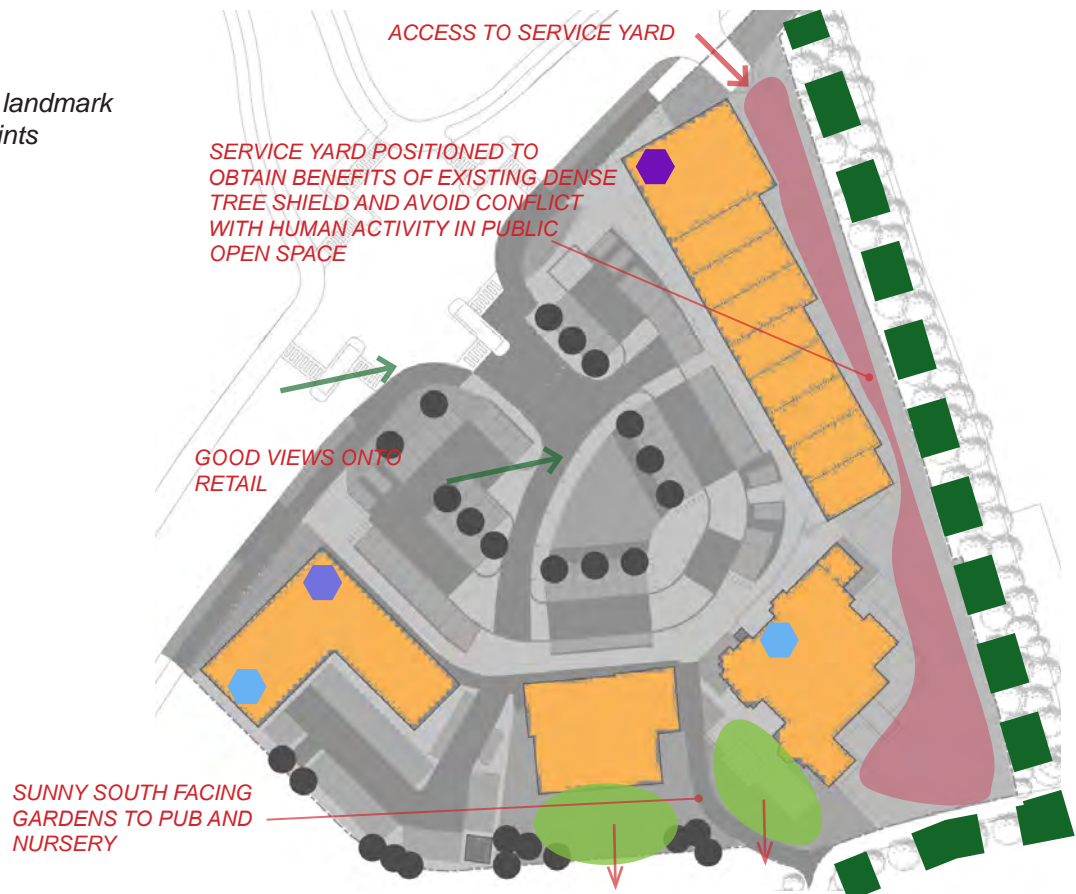 ACCESS TO SERVICE YARD
landmark
ints
SERVICE YARD POSITIONED TO
OBTAIN BENEFITS OF EXISTING DENSE
TREE SHIELD AND AVOID CONFLICT
WITH HUMAN ACTIVITY IN PUBLIC
OPEN SPACE
GOOD VIEWS ONTO
RETAIL
SUNNY SOUTH FACING
GARDENS TO PUB AND
NURSERY